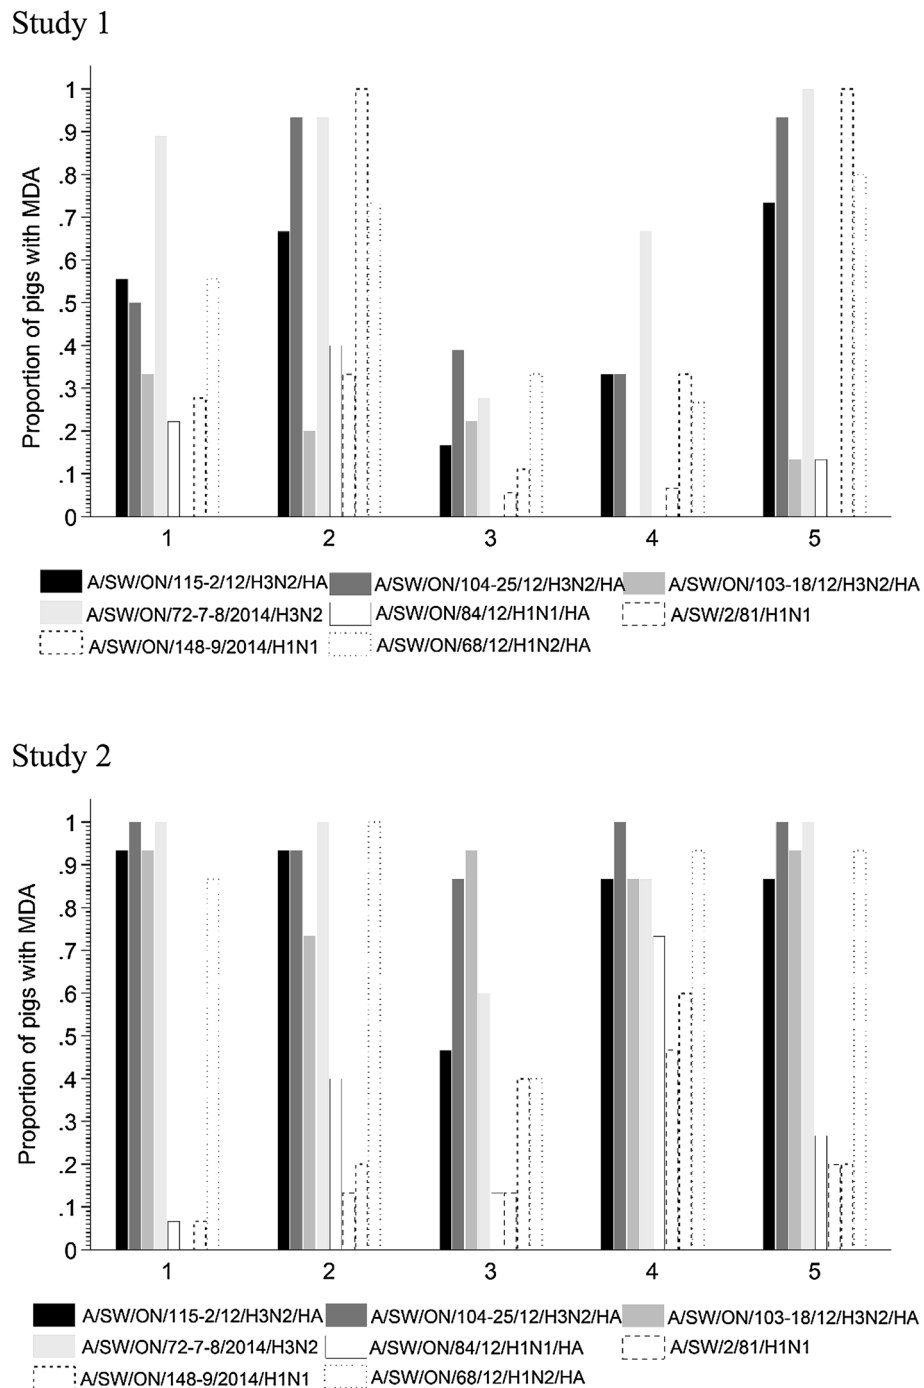 Study 1
Proportion of pigs with MDA
1
.9
.8
.7
.6
.5
.4
.3
.2
.1
0
1 2 3 4 5
A/SW/ON/115-2/12/H3N2/HA A/SW/ON/104-25/12/H3N2/HA A/SW/ON/103-18/12/H3N2/HA
A/SW/ON/72-7-8/2014/H3N2 A/SW/ON/84/12/H1N1/HA A/SW/2/81/H1N1
A/SW/ON/148-9/2014/H1N1 A/SW/ON/68/12/H1N2/HA
Study 2
Proportion of pigs with MDA
1
.9
.8
.7
.6
.5
.4
.3
.2
.1
0
1 2 3 4 5
A/SW/ON/115-2/12/H3N2/HA A/SW/ON/104-25/12/H3N2/HA A/SW/ON/103-18/12/H3N2/HA
A/SW/ON/72-7-8/2014/H3N2 A/SW/ON/84/12/H1N1/HA A/SW/2/81/H1N1
A/SW/ON/148-9/2014/H1N1 A/SW/ON/68/12/H1N2/HA